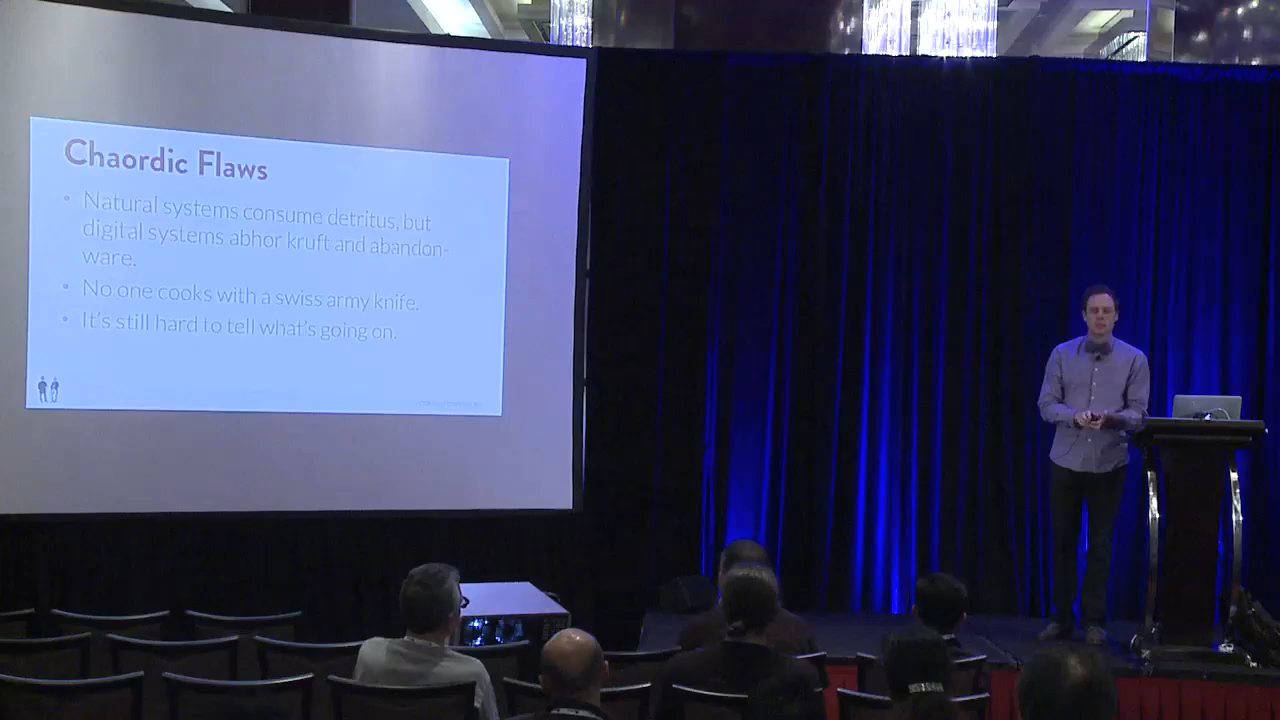 Chaordic Flaws
• Natural systems consume detritus, but
digital systems abhor kruft and abandon-
ware.
• No one cooks with a swiss army knife.
• It's still hard to tell what's going on.